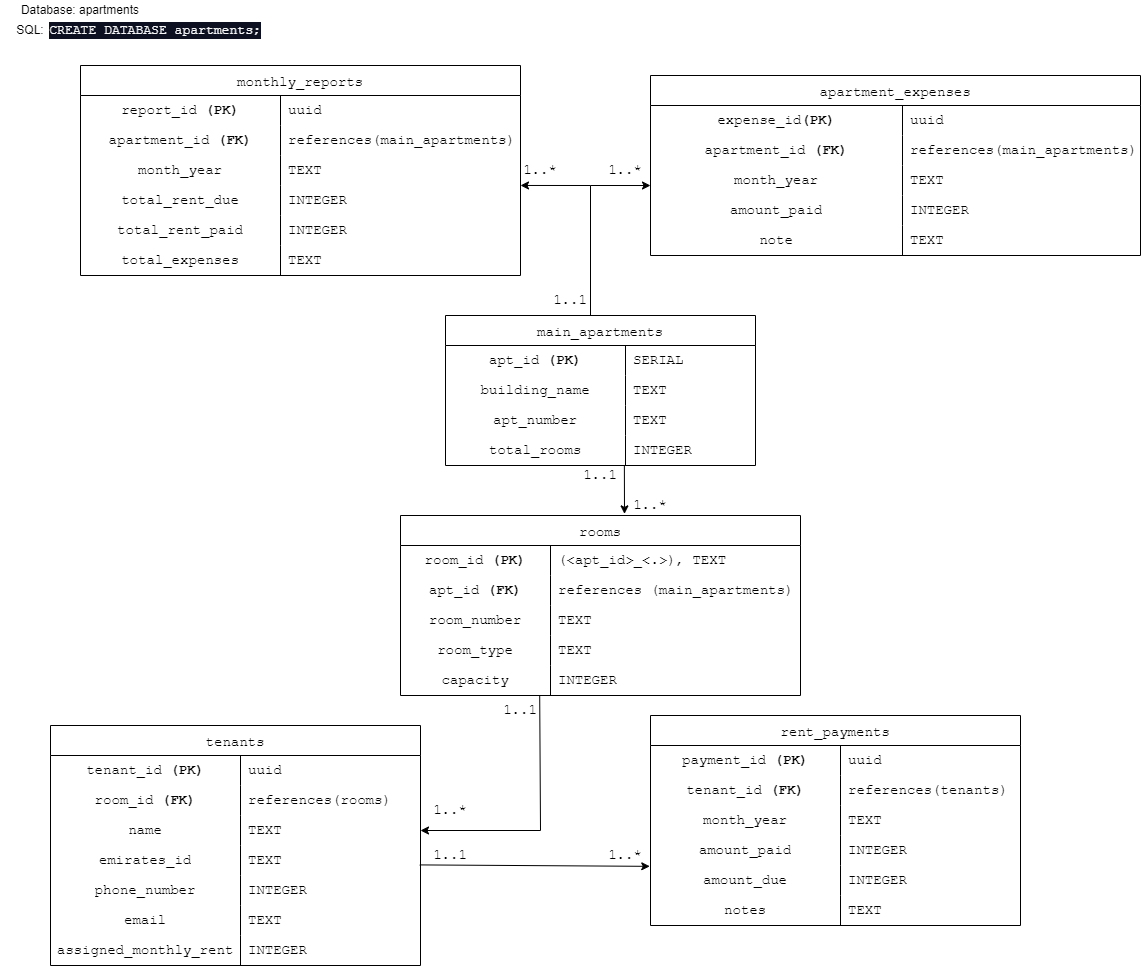 Database: apartments
SQL: CREATE DATABASE apartments;
monthly_reports
report_id (PK) uuid
apartment_id (FK) references(main_apartments)
month_year TEXT
total_rent_due INTEGER
total_rent_paid INTEGER
total_expenses TEXT
apartment_expenses
expense_id(PK) uuid
apartment_id (FK) references(main_apartments)
month_year TEXT
amount_paid INTEGER
note TEXT
1..* 1..*
1..1
main_apartments
apt_id (PK) SERIAL
building_name TEXT
apt_number TEXT
total_rooms INTEGER
1..1
1..*
rooms
room_id (PK) (<apt_id>_<.>), TEXT
apt_id (FK) references (main_apartments)
room_number TEXT
room_type TEXT
capacity INTEGER
1..1
1..*
tenants
tenant_id (PK) uuid
room_id (FK) references(rooms)
name TEXT
emirates_id TEXT
phone_number INTEGER
email TEXT
assigned_monthly_rent INTEGER
1..1 1..*
rent_payments
payment_id (PK) uuid
tenant_id (FK) references(tenants)
month_year TEXT
amount_paid INTEGER
amount_due INTEGER
notes TEXT